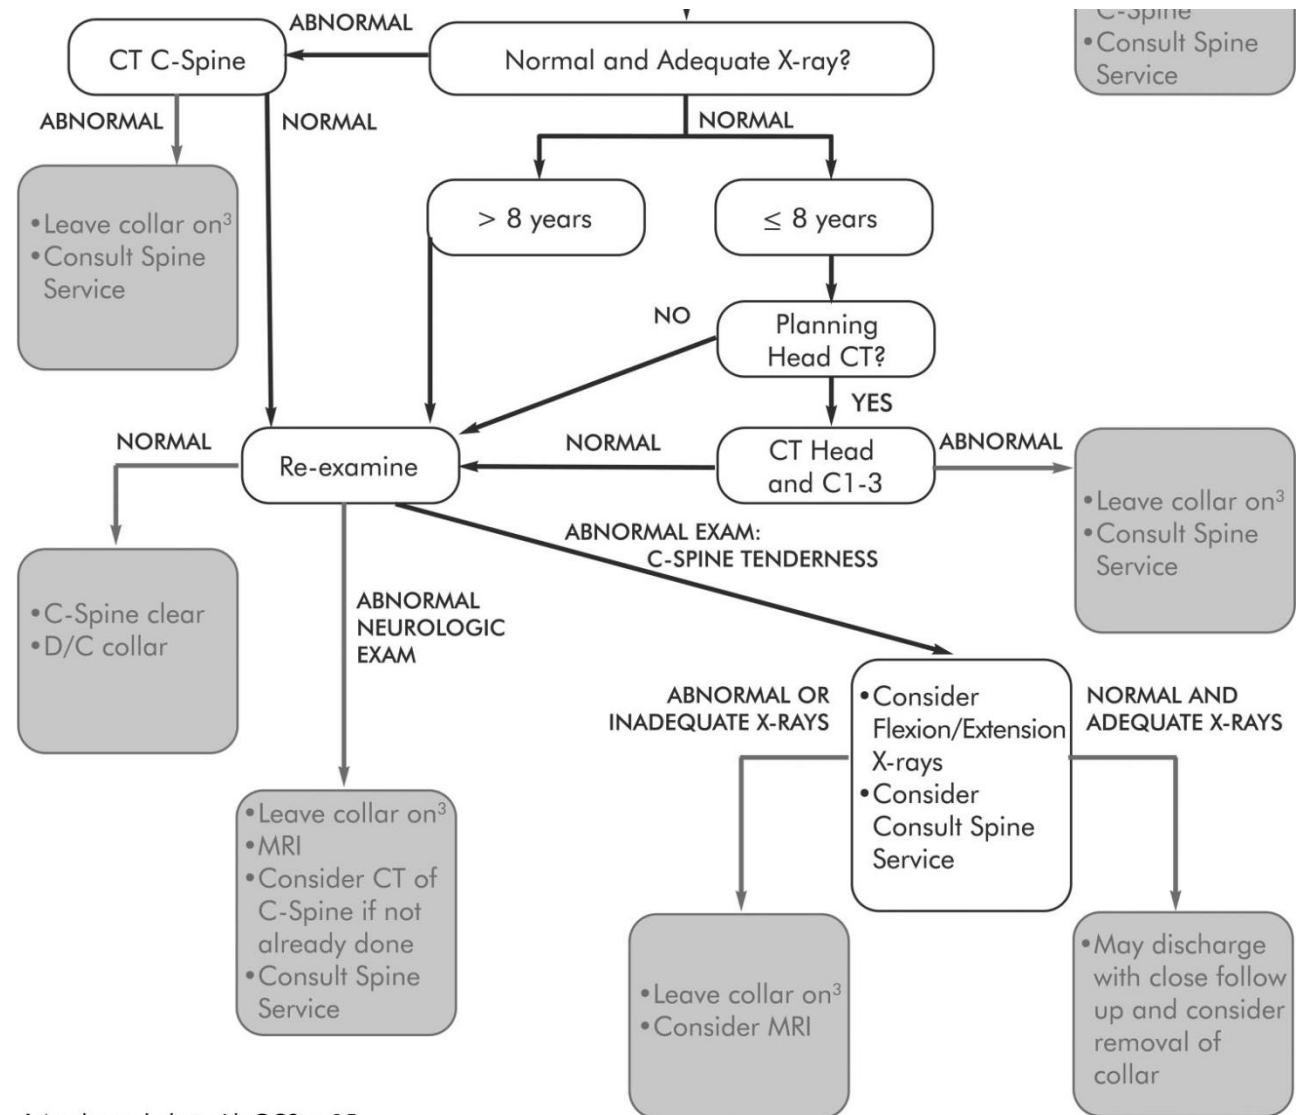 ABNORMAL
CT C-Spine
Normal and Adequate X-ray?
C-Spine
•Consult Spine
Service
ABNORMAL
NORMAL
NORMAL
•Leave collar on³
•Consult Spine
Service
> 8 years
≤ 8 years
NO
Planning
Head CT?
YES
NORMAL
Re-examine
NORMAL
CT Head
and C1-3
ABNORMAL
•Leave collar on³
•Consult Spine
Service
ABNORMAL EXAM:
C-SPINE TENDERNESS
•C-Spine clear
•D/C collar
ABNORMAL
NEUROLOGIC
EXAM
ABNORMAL OR
INADEQUATE X-RAYS
•Consider
Flexion/Extension
X-rays
•Consider
Consult Spine
Service
NORMAL AND
ADEQUATE X-RAYS
•Leave collar on³
•MRI
•Consider CT of
C-Spine if not
already done
•Consult Spine
Service
•Leave collar on³
•Consider MRI
•May discharge
with close follow
up and consider
removal of
collar